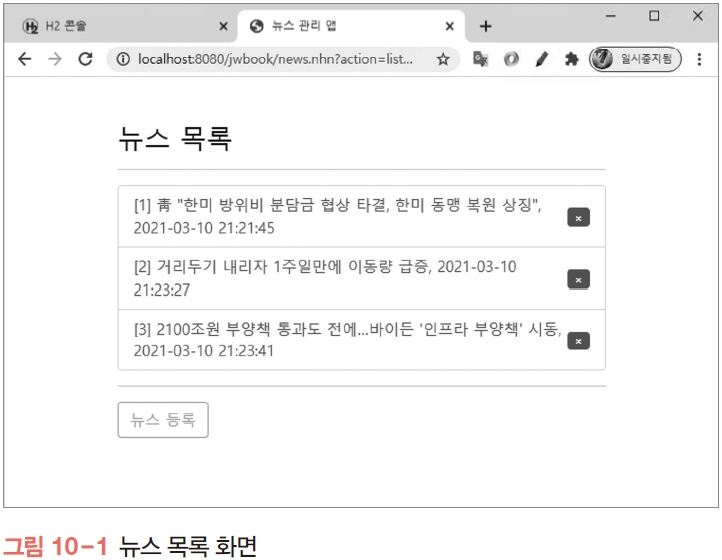 H2 콘솔
뉴스 관리 앱
localhost:8080/jwbook/news.nhn?action=list...
일시중지됨
뉴스 목록
[1] 靑 "한미 방위비 분담금 협상 타결, 한미 동맹 복원 상징",
2021-03-10 21:21:45
[2] 거리두기 내리자 1주일만에 이동량 급증, 2021-03-10
21:23:27
[3] 2100조원 부양책 통과도 전에...바이든 '인프라 부양책' 시동,
2021-03-10 21:23:41
뉴스 등록
그림 10-1 뉴스 목록 화면